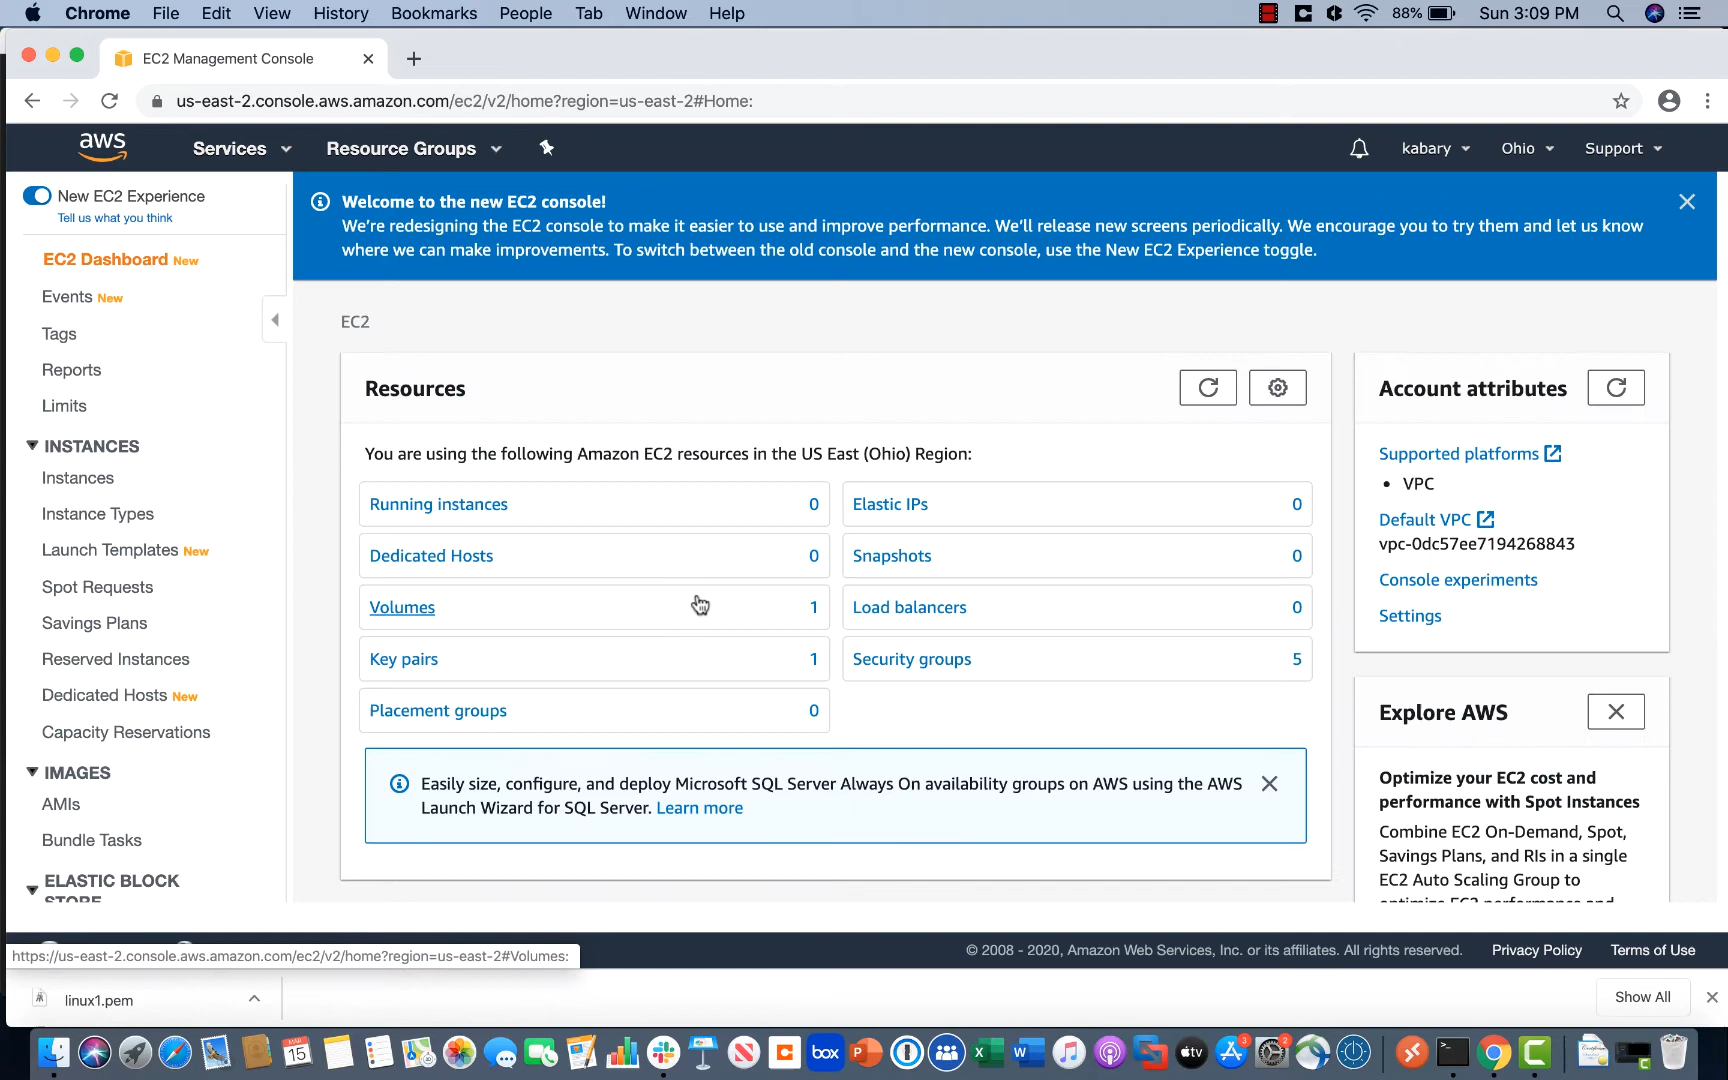 Chrome File Edit View History Bookmarks People Tab Window Help 88% Sun 3:09 PM
EC2 Management Console
us-east-2.console.aws.amazon.com/ec2/v2/home?region=us-east-2#Home:
aws Services Resource Groups kabary Ohio Support
New EC2 Experience
Tell us what you think
EC2 Dashboard New
Events New
Tags
Reports
Limits
INSTANCES
Instances
Instance Types
Launch Templates New
Spot Requests
Savings Plans
Reserved Instances
Dedicated Hosts New
Capacity Reservations
IMAGES
AMIs
Bundle Tasks
ELASTIC BLOCK
STORE
Welcome to the new EC2 console!
We're redesigning the EC2 console to make it easier to use and improve performance. We'll release new screens periodically. We encourage you to try them and let us know
where we can make improvements. To switch between the old console and the new console, use the New EC2 Experience toggle.
EC2
Resources
You are using the following Amazon EC2 resources in the US East (Ohio) Region:
Running instances 0 Elastic IPs 0
Dedicated Hosts 0 Snapshots 0
Volumes 1 Load balancers 0
Key pairs 1 Security groups 5
Placement groups 0
Easily size, configure, and deploy Microsoft SQL Server Always On availability groups on AWS using the AWS
Launch Wizard for SQL Server. Learn more
Account attributes
Supported platforms
• VPC
Default VPC
vpc-0dc57ee7194268843
Console experiments
Settings
Explore AWS
Optimize your EC2 cost and
performance with Spot Instances
Combine EC2 On-Demand, Spot,
Savings Plans, and RIs in a single
EC2 Auto Scaling Group to
optimize EC2 performance and
© 2008 - 2020, Amazon Web Services, Inc. or its affiliates. All rights reserved. Privacy Policy Terms of Use
https://us-east-2.console.aws.amazon.com/ec2/v2/home?region=us-east-2#Volumes:
linux1.pem Show All
MAR
15
box
tv
3
2